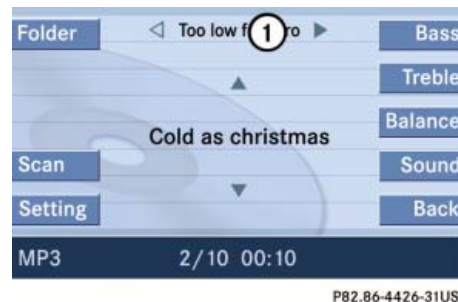 Folder
Too low f 1 ro
Bass
Treble
Cold as christmas
Balance
Scan
Sound
Setting
Back
MP3 2/10 00:10
P82.86-4426-31US